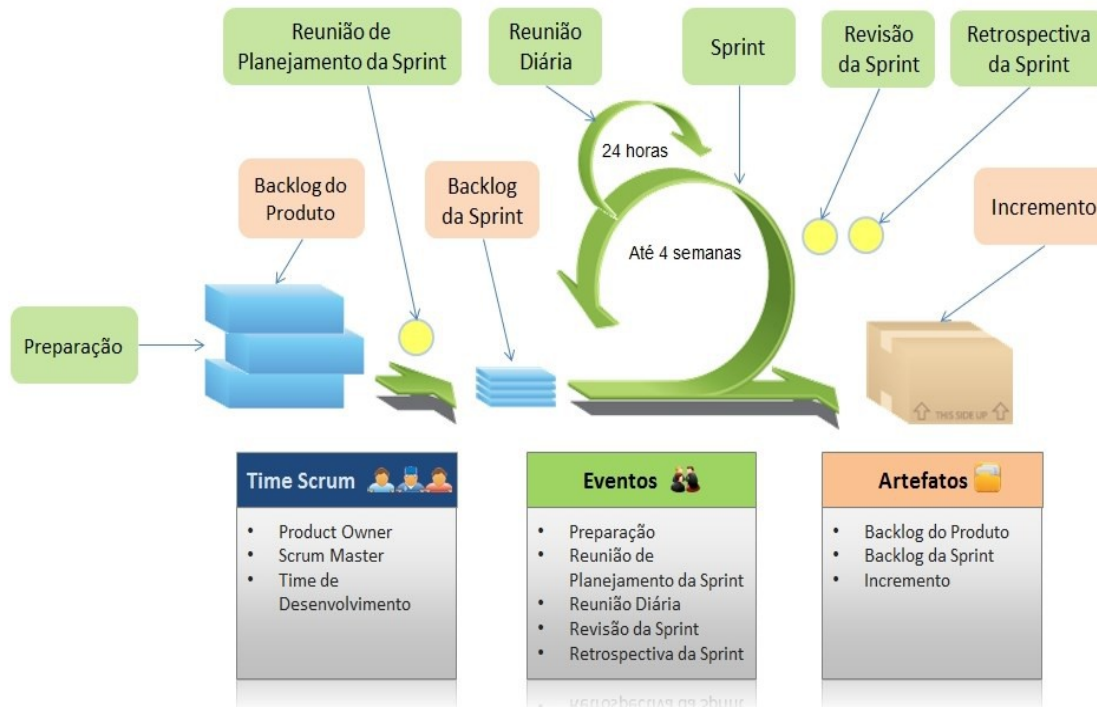 Reunião de
Planejamento da Sprint
Reunião
Diária
Sprint
Revisão
da Sprint
Retrospectiva
da Sprint
24 horas
Backlog do
Produto
Backlog
da Sprint
Incremento
Até 4 semanas
Preparação
THIS SIDE UP
Time Scrum
• Product Owner
• Scrum Master
• Time de
Desenvolvimento
Eventos
• Preparação
• Reunião de
Planejamento da Sprint
• Reunião Diária
• Revisão da Sprint
• Retrospectiva da Sprint
Artefatos
• Backlog do Produto
• Backlog da Sprint
• Incremento